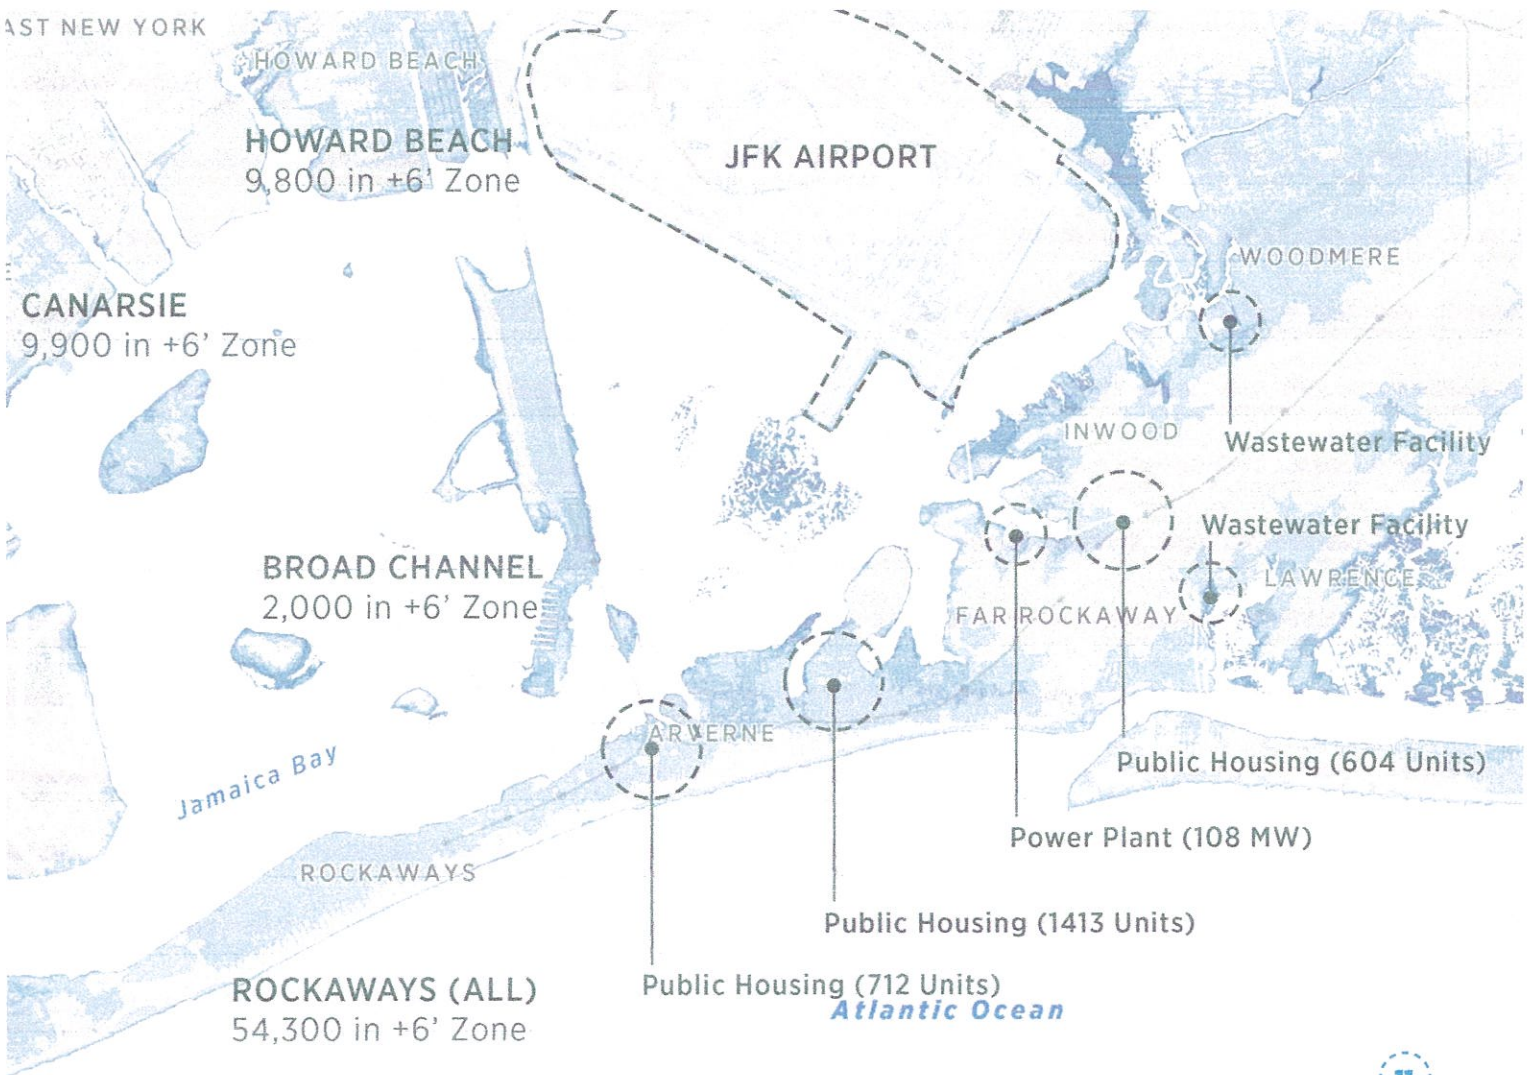 AST NEW YORK
HOWARD BEACH
HOWARD BEACH
9,800 in +6' Zone
JFK AIRPORT
WOODMERE
CANARSIE
9,900 in +6' Zone
INWOOD
Wastewater Facility
Wastewater Facility
BROAD CHANNEL
2,000 in +6' Zone
LAWRENCE
FAR ROCKAWAY
ARVERNE
Jamaica Bay
Public Housing (604 Units)
Power Plant (108 MW)
ROCKAWAYS
Public Housing (1413 Units)
Public Housing (712 Units)
ROCKAWAYS (ALL)
54,300 in +6' Zone
Atlantic Ocean